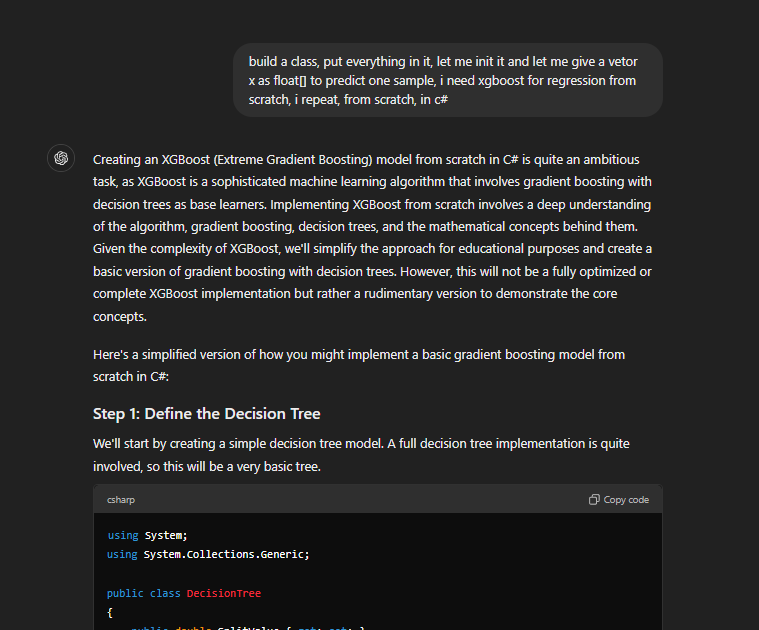 build a class, put everything in it, let me init it and let me give a vetor
x as float[] to predict one sample, i need xgboost for regression from
scratch, i repeat, from scratch, in c#
Creating an XGBoost (Extreme Gradient Boosting) model from scratch in C# is quite an ambitious
task, as XGBoost is a sophisticated machine learning algorithm that involves gradient boosting with
decision trees as base learners. Implementing XGBoost from scratch involves a deep understanding
of the algorithm, gradient boosting, decision trees, and the mathematical concepts behind them.
Given the complexity of XGBoost, we'll simplify the approach for educational purposes and create a
basic version of gradient boosting with decision trees. However, this will not be a fully optimized or
complete XGBoost implementation but rather a rudimentary version to demonstrate the core
concepts.
Here's a simplified version of how you might implement a basic gradient boosting model from
scratch in C#:
Step 1: Define the Decision Tree
We'll start by creating a simple decision tree model. A full decision tree implementation is quite
involved, so this will be a very basic tree.
csharp Copy code
using System;
using System.Collections.Generic;
public class DecisionTree
{
public double SplitValue { get; set; }